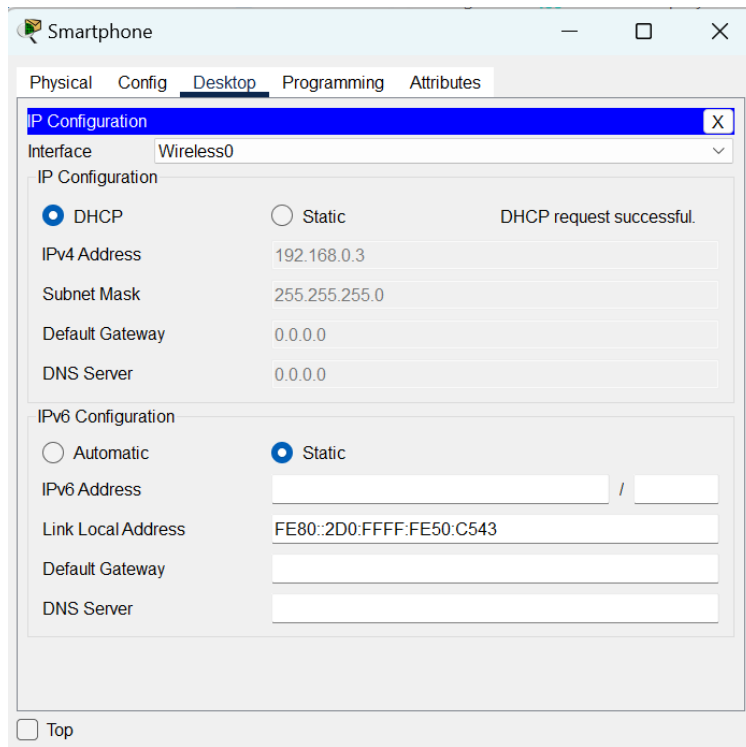 Smartphone
Physical Config Desktop Programming Attributes
IP Configuration
X
Interface Wireless0
IP Configuration
DHCP Static DHCP request successful.
IPv4 Address 192.168.0.3
Subnet Mask 255.255.255.0
Default Gateway 0.0.0.0
DNS Server 0.0.0.0
IPv6 Configuration
Automatic Static
IPv6 Address /
Link Local Address FE80::2D0:FFFF:FE50:C543
Default Gateway
DNS Server
Top